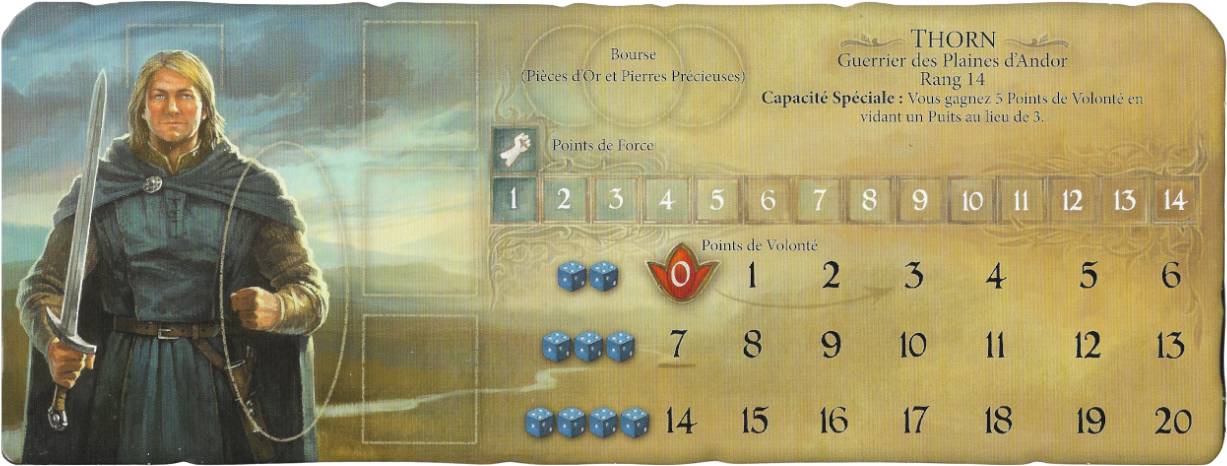 THORN
Guerrier des Plaines d'Andor
Rang 14
Capacité Spéciale : Vous gagnez 5 Points de Volonté en
vidant un Puits au lieu de 3.
Bourse
(Pièces d'Or et Pierres Précieuses)
Points de Force
1 2 3 4 5 6 7 8 9 10 11 12 13 14
Points de Volonté
0 1 2 3 4 5 6
7 8 9 10 11 12 13
14 15 16 17 18 19 20